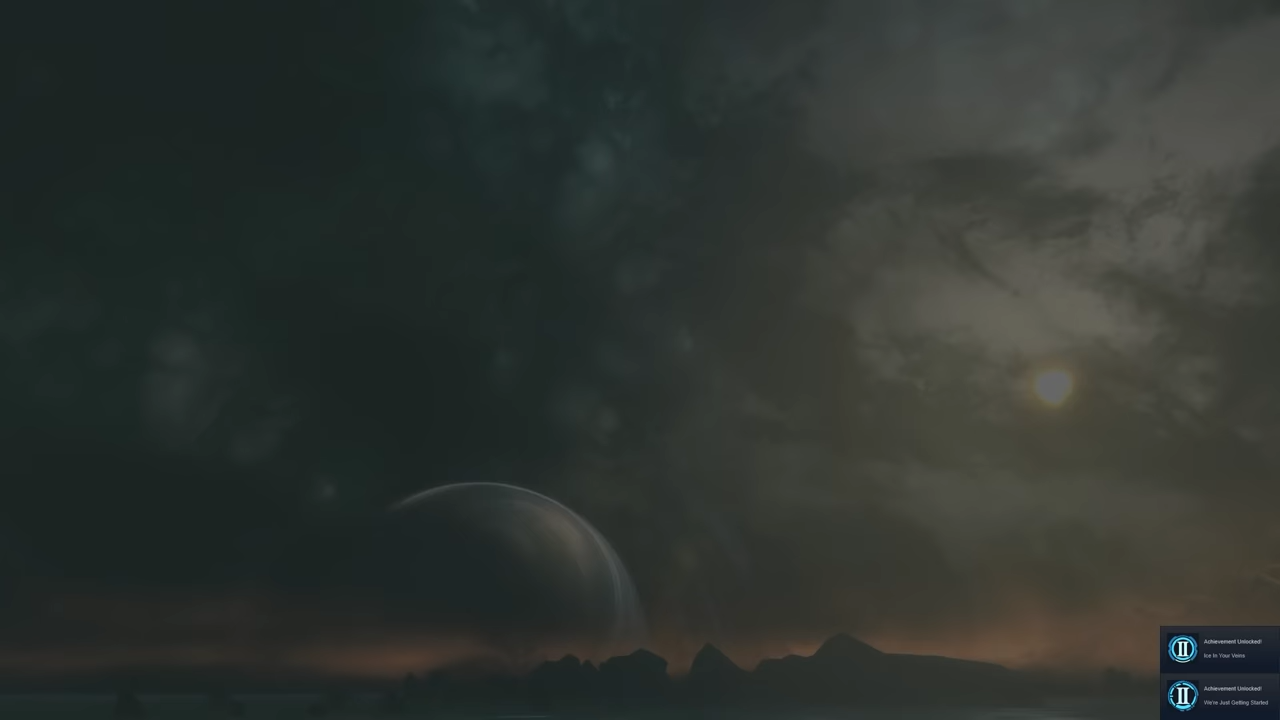 Achievement Unlocked!
Ice In Your Veins
Achievement Unlocked!
We're Just Getting Started